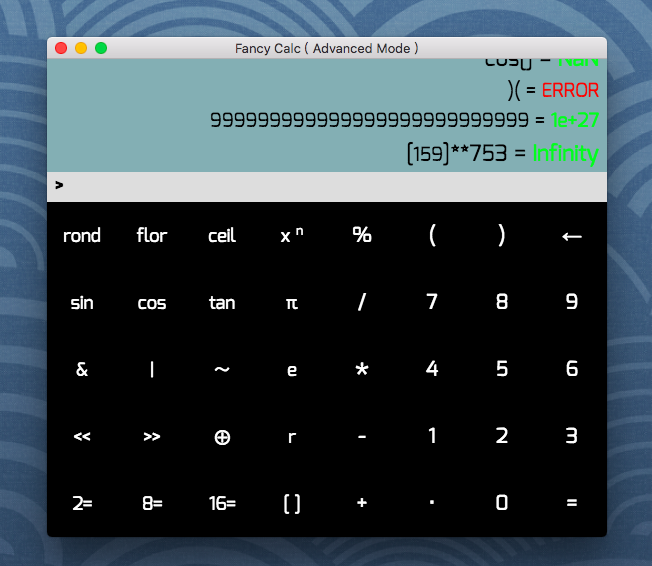 Fancy Calc ( Advanced Mode )
cos[] = NaN
)( = ERROR
999999999999999999999999999 = 1e+27
[159]**753 = Infinity
>
rond flor ceil x ⁿ % ( ) ←
sin cos tan π / 7 8 9
& | ~ e * 4 5 6
<< >> ⊕ r - 1 2 3
2= 8= 16= [ ] + · 0 =